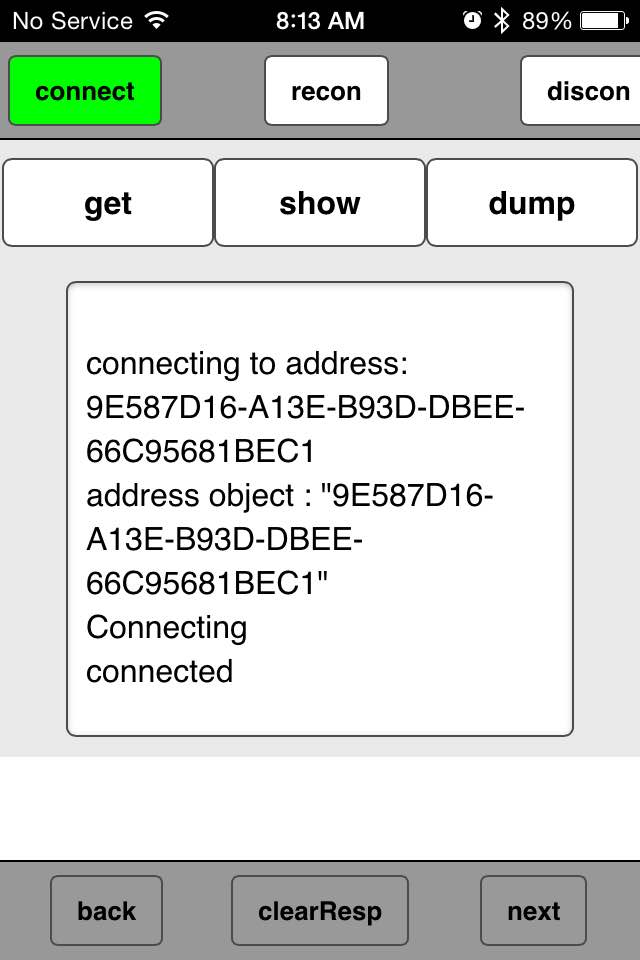 No Service 8:13 AM 89%
connect recon discon
get show dump
connecting to address:
9E587D16-A13E-B93D-DBEE-
66C95681BEC1
address object : "9E587D16-
A13E-B93D-DBEE-
66C95681BEC1"
Connecting
connected
back clearResp next